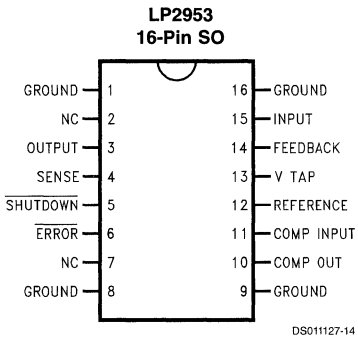 LP2953
16-Pin SO
GROUND 1 16 GROUND
NC 2 15 INPUT
OUTPUT 3 14 FEEDBACK
SENSE 4 13 V TAP
SHUTDOWN 5 12 REFERENCE
ERROR 6 11 COMP INPUT
NC 7 10 COMP OUT
GROUND 8 9 GROUND
DS011127-14